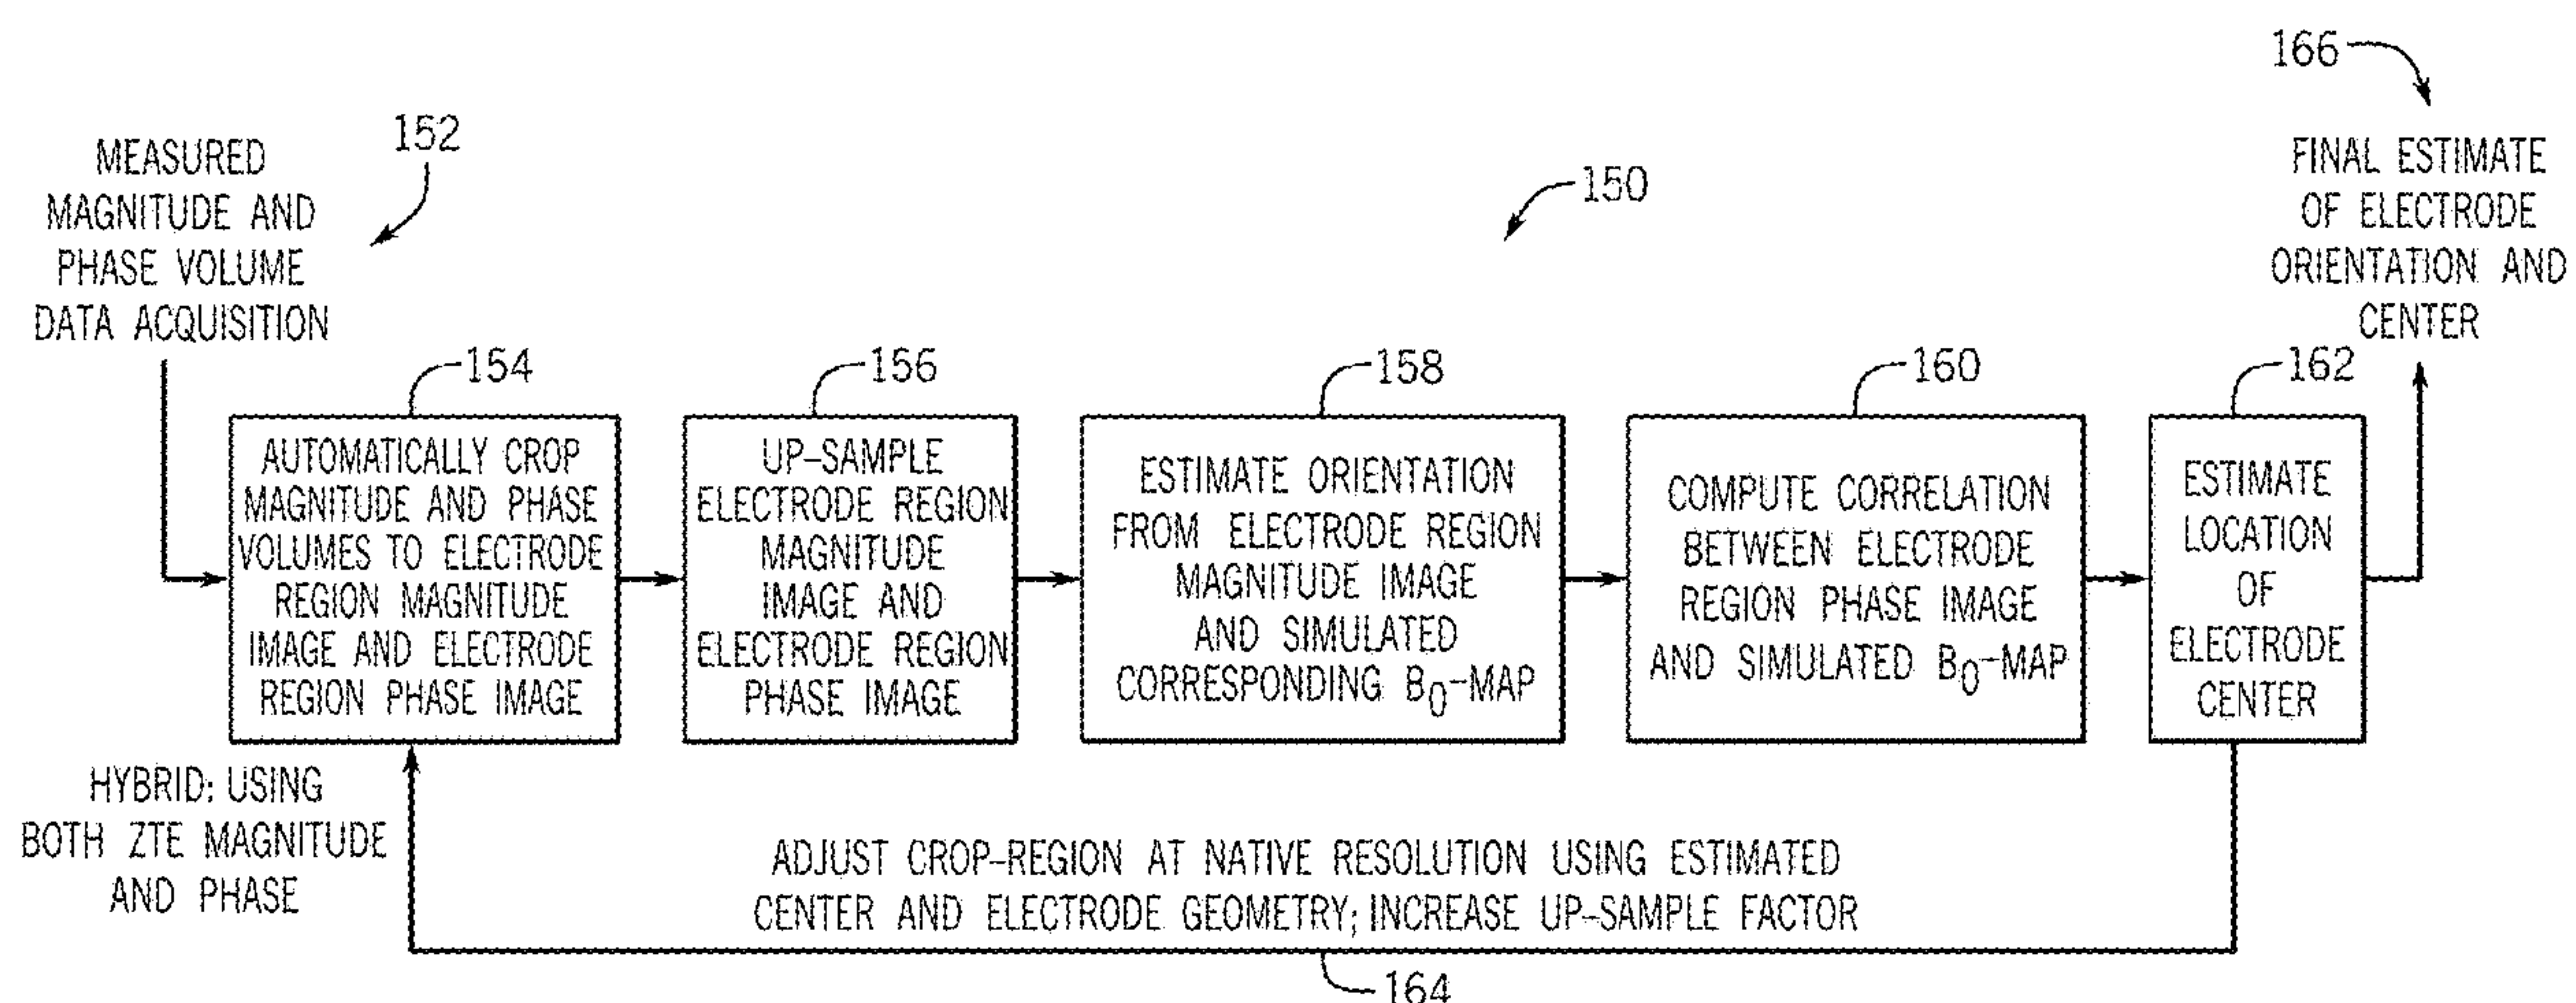 166
152
MEASURED
MAGNITUDE AND
PHASE VOLUME
DATA ACQUISITION
150
FINAL ESTIMATE
OF ELECTRODE
ORIENTATION AND
CENTER
154
156
158
160
162
AUTOMATICALLY CROP
MAGNITUDE AND PHASE
VOLUMES TO ELECTRODE
REGION MAGNITUDE
IMAGE AND ELECTRODE
REGION PHASE IMAGE
UP-SAMPLE
ELECTRODE REGION
MAGNITUDE
IMAGE AND
ELECTRODE REGION
PHASE IMAGE
ESTIMATE ORIENTATION
FROM ELECTRODE REGION
MAGNITUDE IMAGE
AND SIMULATED
CORRESPONDING B₀-MAP
COMPUTE CORRELATION
BETWEEN ELECTRODE
REGION PHASE IMAGE
AND SIMULATED B₀-MAP
ESTIMATE
LOCATION
OF
ELECTRODE
CENTER
HYBRID: USING
BOTH ZTE MAGNITUDE
AND PHASE
ADJUST CROP-REGION AT NATIVE RESOLUTION USING ESTIMATED
CENTER AND ELECTRODE GEOMETRY; INCREASE UP-SAMPLE FACTOR
164